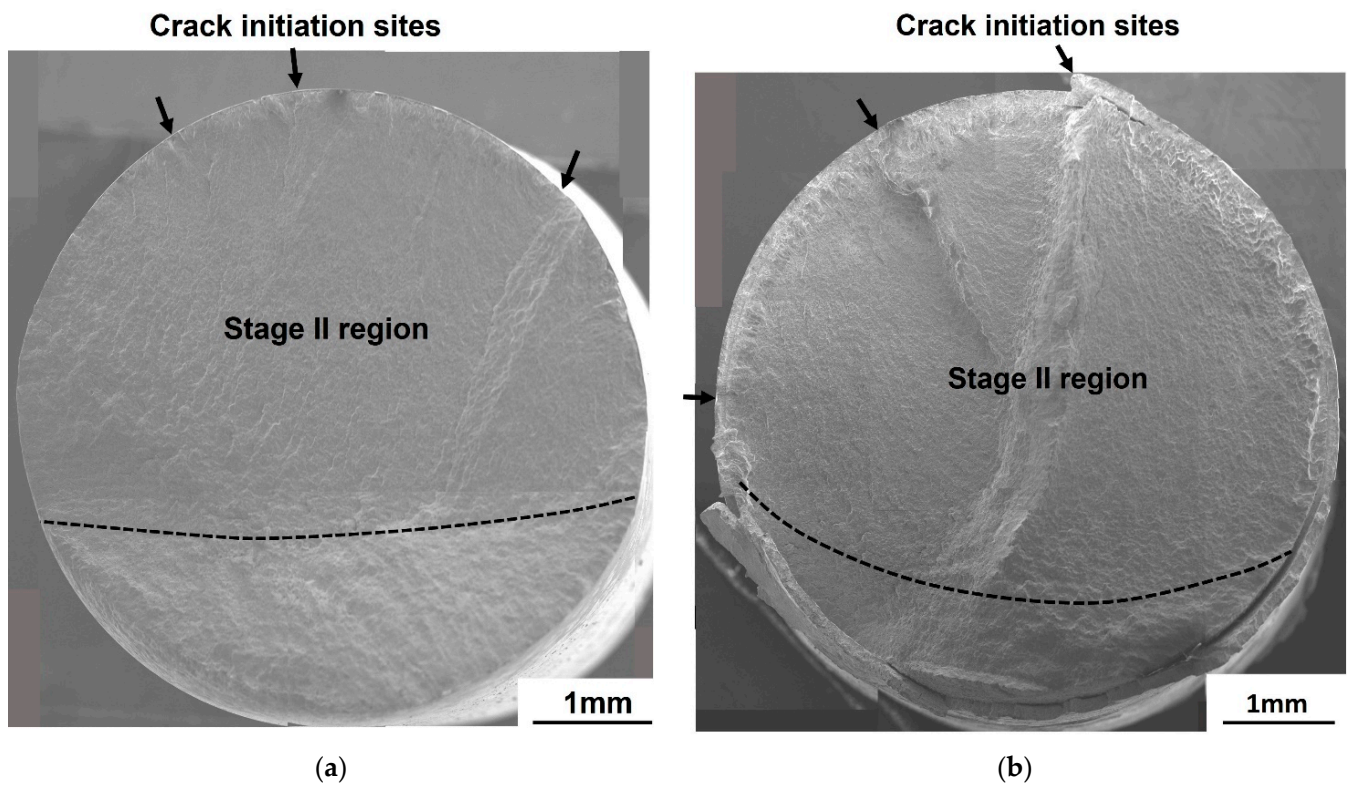 Crack initiation sites
Crack initiation sites
Stage II region
Stage II region
1mm
1mm
(a)
(b)